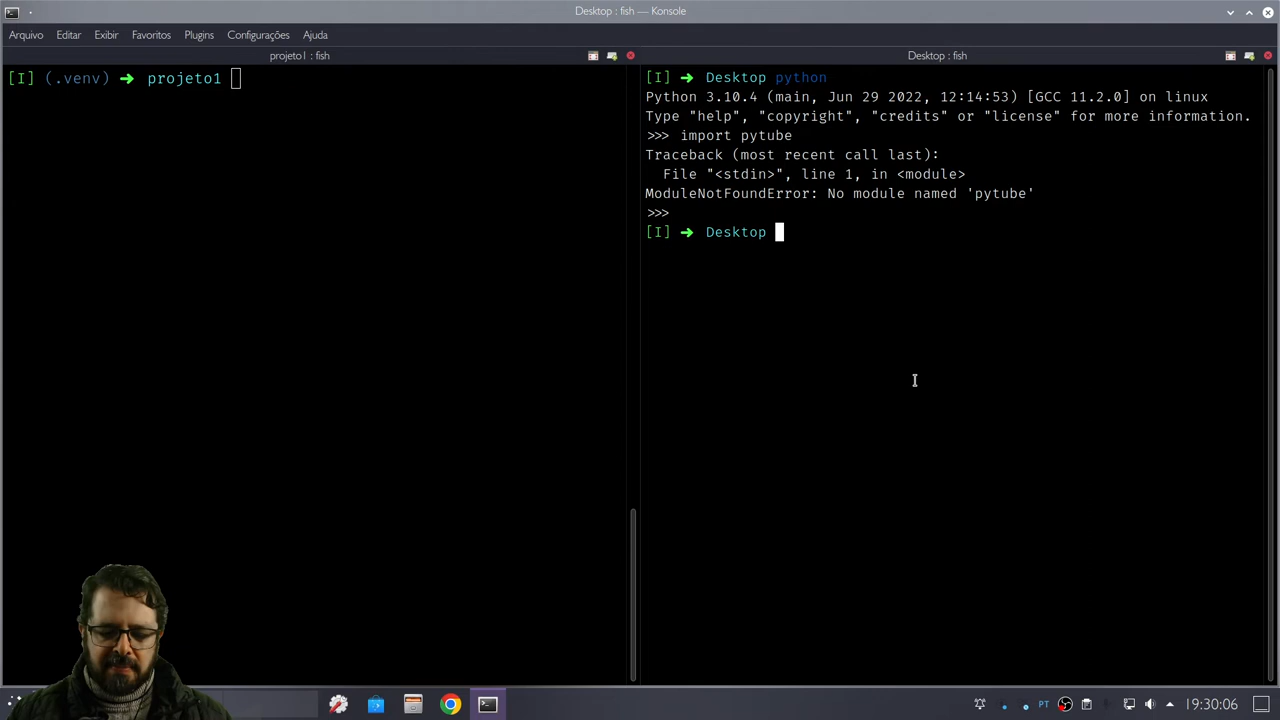 Desktop : fish — Konsole
Arquivo Editar Exibir Favoritos Plugins Configurações Ajuda
projeto1 : fish
[I] (.venv) ➜ projeto1
Desktop : fish
[I] ➜ Desktop python
Python 3.10.4 (main, Jun 29 2022, 12:14:53) [GCC 11.2.0] on linux
Type "help", "copyright", "credits" or "license" for more information.
>>> import pytube
Traceback (most recent call last):
File "<stdin>", line 1, in <module>
ModuleNotFoundError: No module named 'pytube'
>>>
[I] ➜ Desktop
PT 19:30:06